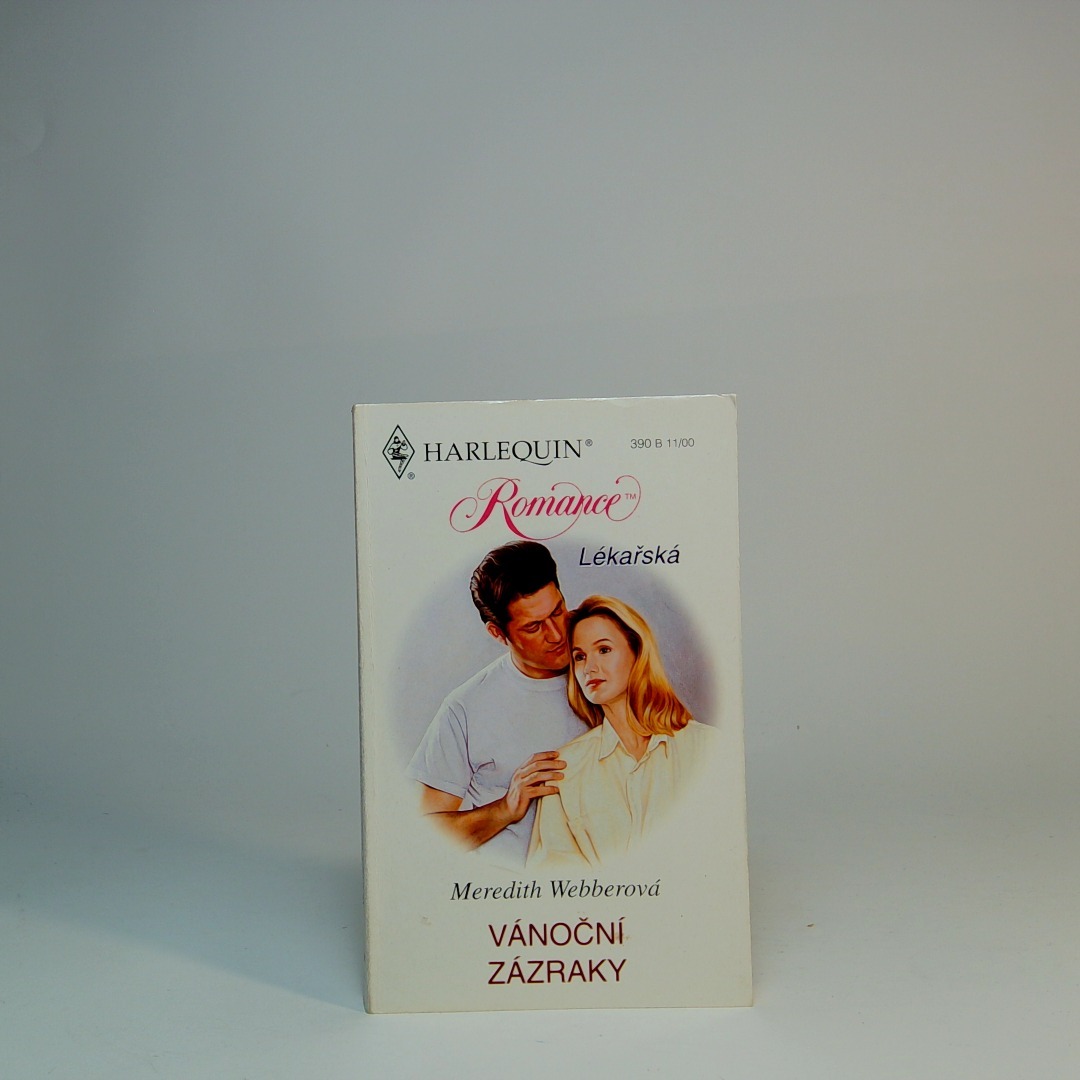 HARLEQUIN®
390 B 11/00
®
Romance™
Lékařská
Meredith Webberová
VÁNOČNÍ
ZÁZRAKY